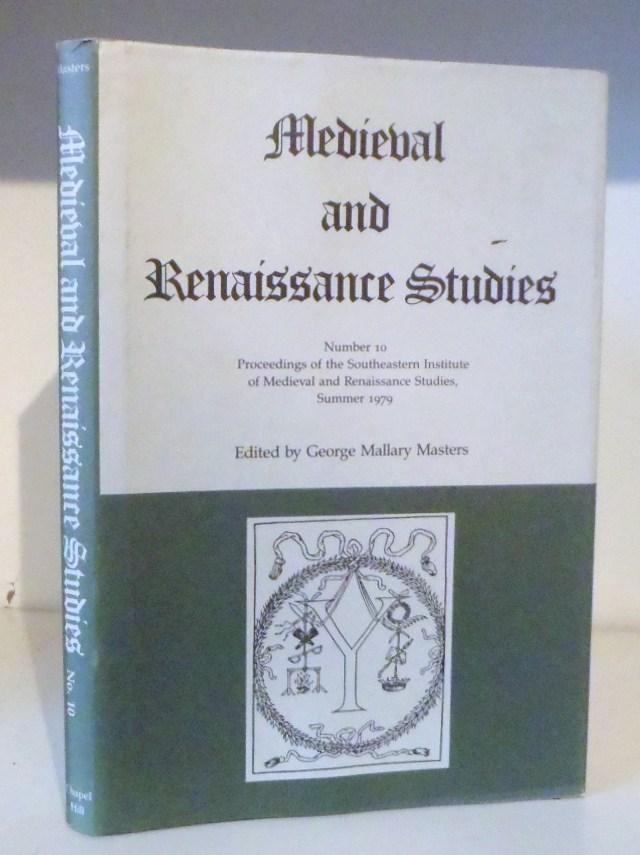 Masters
Medieval and Renaissance Studies
No. 10
Chapel
Hill
Medieval
and
Renaissance Studies
Number 10
Proceedings of the Southeastern Institute
of Medieval and Renaissance Studies,
Summer 1979
Edited by George Mallary Masters
Y